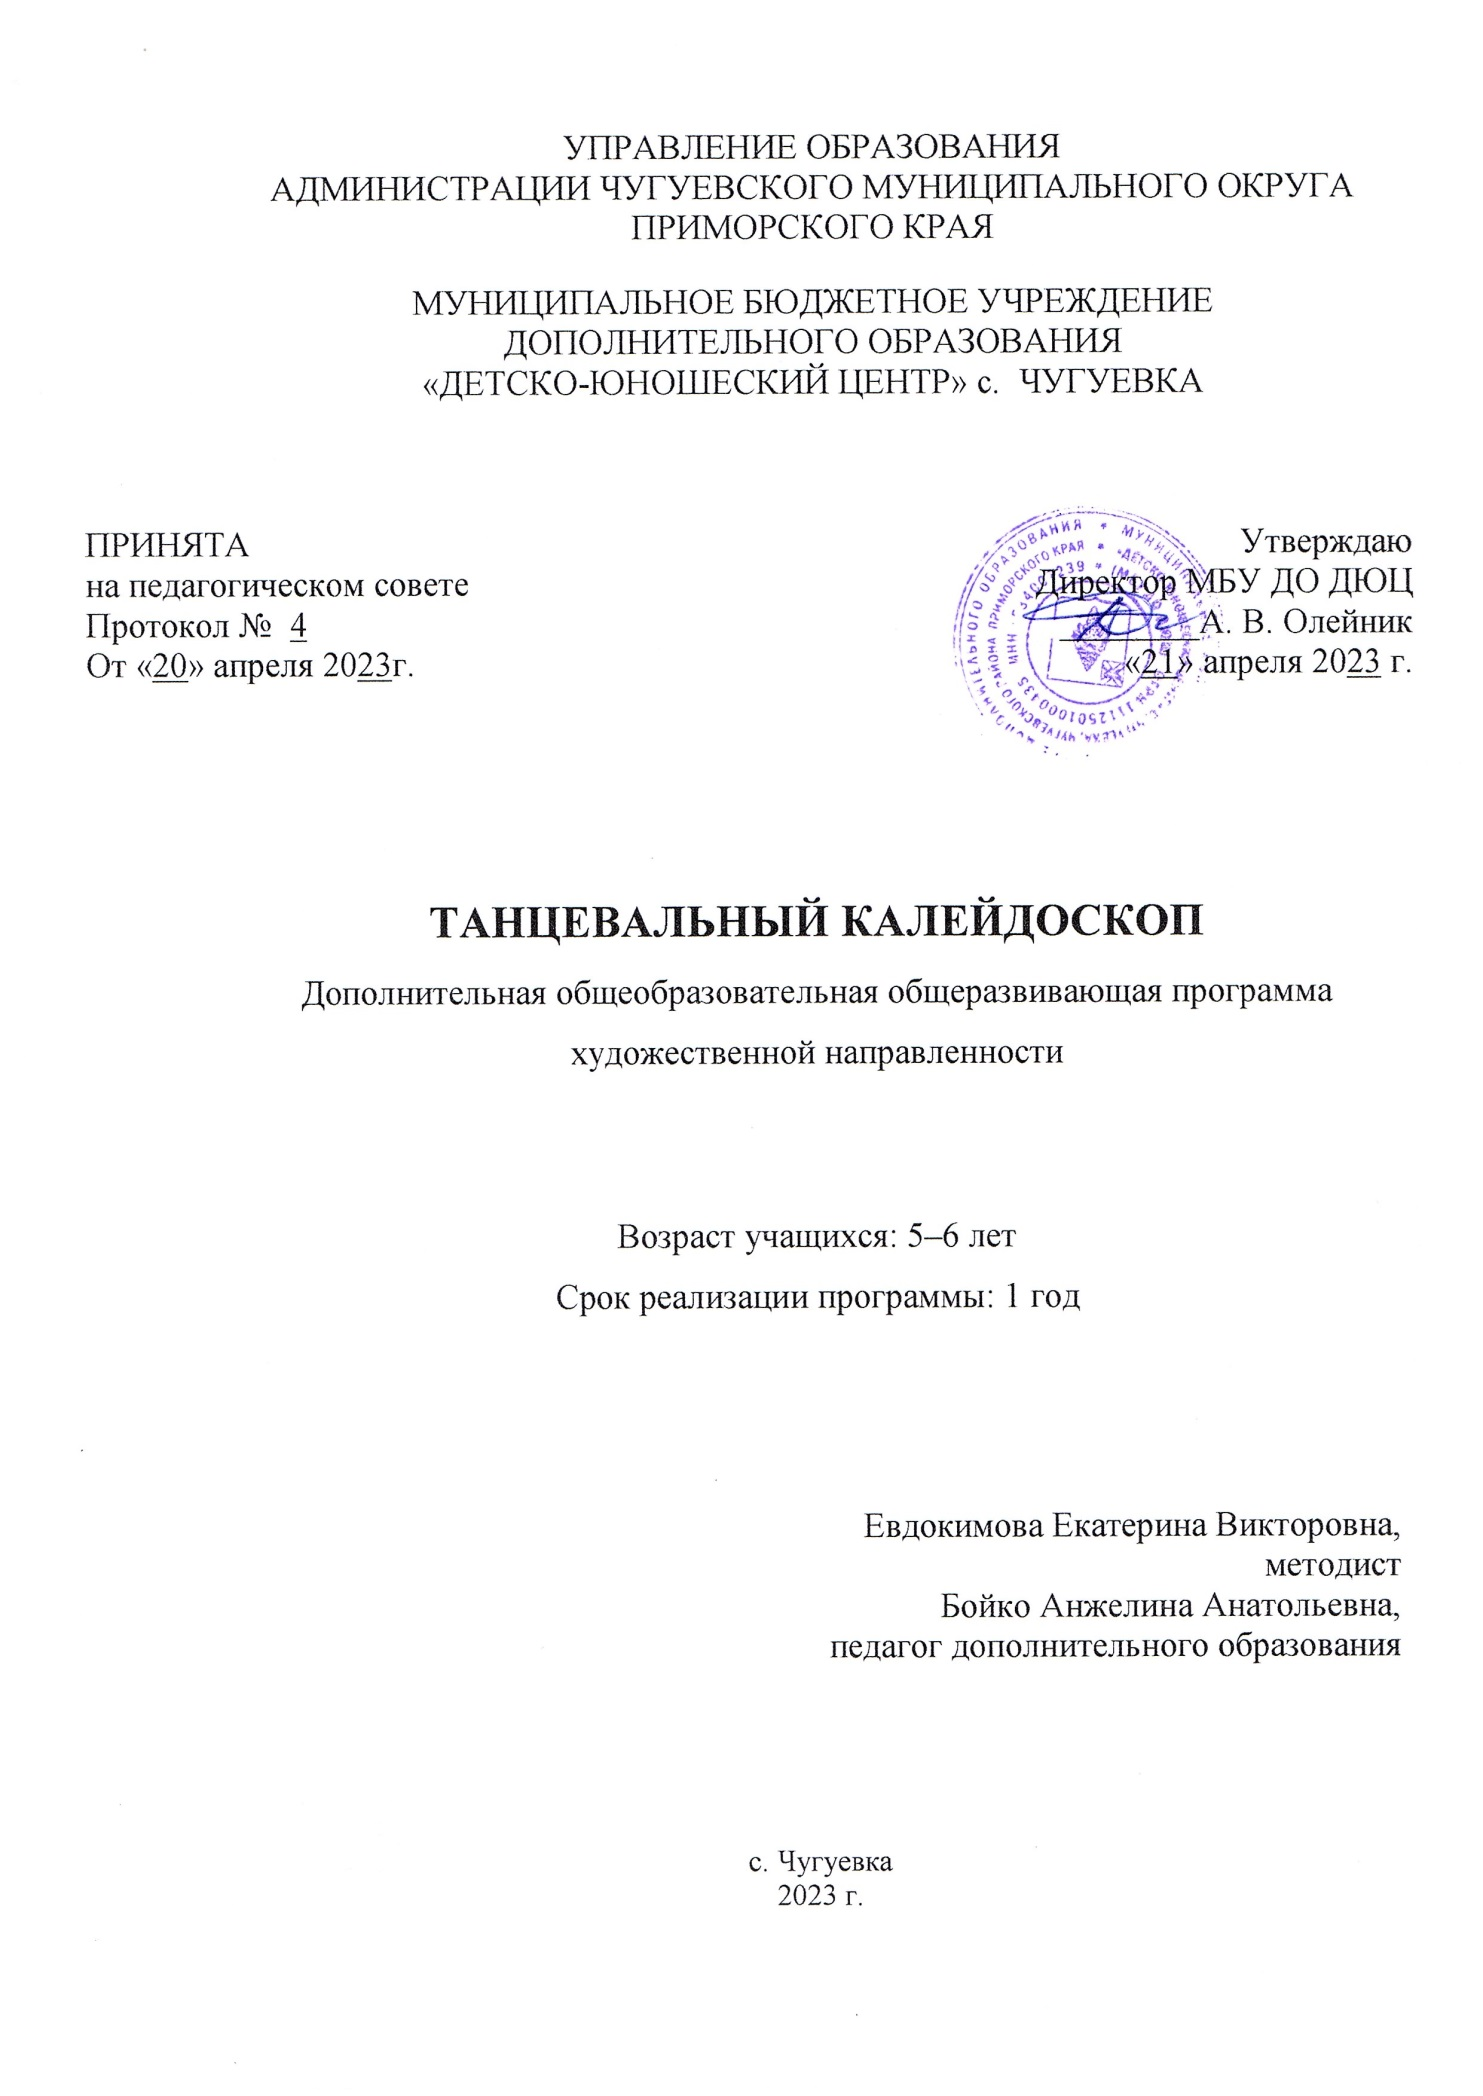 УПРАВЛЕНИЕ ОБРАЗОВАНИЯ
АДМИНИСТРАЦИИ ЧУГУЕВСКОГО МУНИЦИПАЛЬНОГО ОКРУГА
ПРИМОРСКОГО КРАЯ
МУНИЦИПАЛЬНОЕ БЮДЖЕТНОЕ УЧРЕЖДЕНИЕ
ДОПОЛНИТЕЛЬНОГО ОБРАЗОВАНИЯ
«ДЕТСКО-ЮНОШЕСКИЙ ЦЕНТР» с. ЧУГУЕВКА
ПРИНЯТА
на педагогическом совете
Протокол № 4
От «20» апреля 2023г.
Утверждаю
Директор МБУ ДО ДЮЦ
А. В. Олейник
«21» апреля 2023 г.
ТАНЦЕВАЛЬНЫЙ КАЛЕЙДОСКОП
Дополнительная общеобразовательная общеразвивающая программа
художественной направленности
Возраст учащихся: 5–6 лет
Срок реализации программы: 1 год
Евдокимова Екатерина Викторовна,
методист
Бойко Анжелина Анатольевна,
педагог дополнительного образования
с. Чугуевка
2023 г.